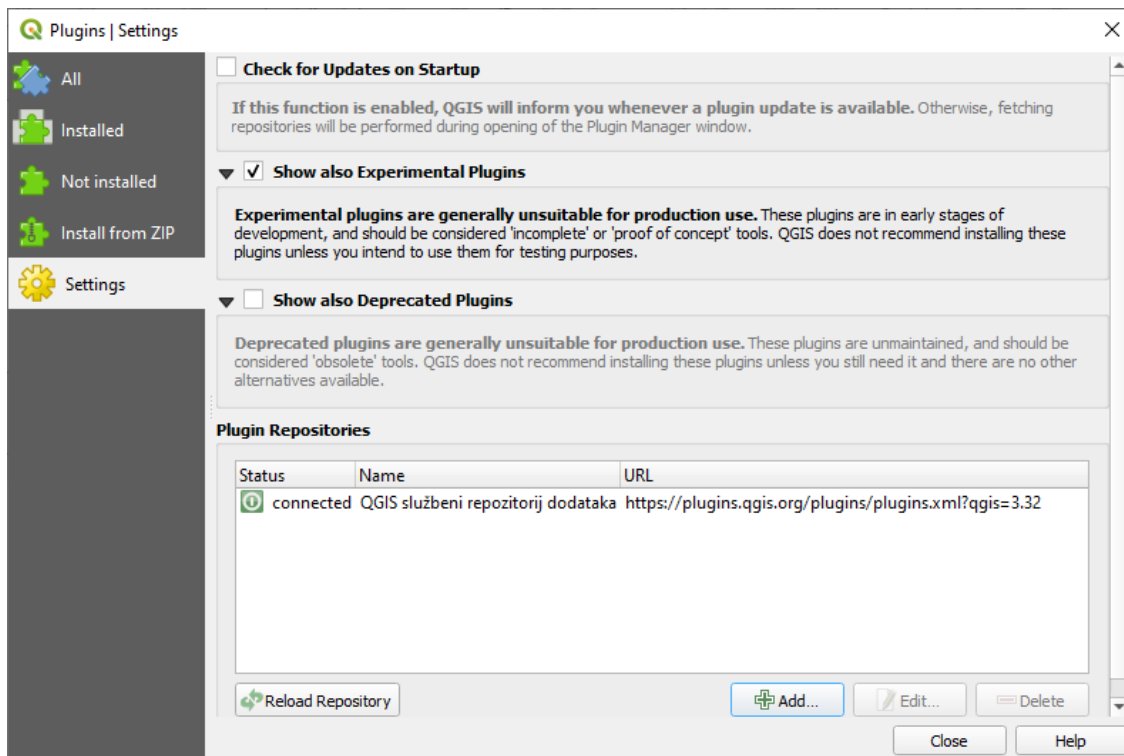 Plugins | Settings
All
Installed
Not installed
Install from ZIP
Settings
Check for Updates on Startup
If this function is enabled, QGIS will inform you whenever a plugin update is available. Otherwise, fetching
repositories will be performed during opening of the Plugin Manager window.
Show also Experimental Plugins
Experimental plugins are generally unsuitable for production use. These plugins are in early stages of
development, and should be considered 'incomplete' or 'proof of concept' tools. QGIS does not recommend installing these
plugins unless you intend to use them for testing purposes.
Show also Deprecated Plugins
Deprecated plugins are generally unsuitable for production use. These plugins are unmaintained, and should be
considered 'obsolete' tools. QGIS does not recommend installing these plugins unless you still need it and there are no other
alternatives available.
Plugin Repositories
Status Name URL
connected QGIS službeni repozitorij dodataka https://plugins.qgis.org/plugins/plugins.xml?qgis=3.32
Reload Repository Add... Edit... Delete
Close Help